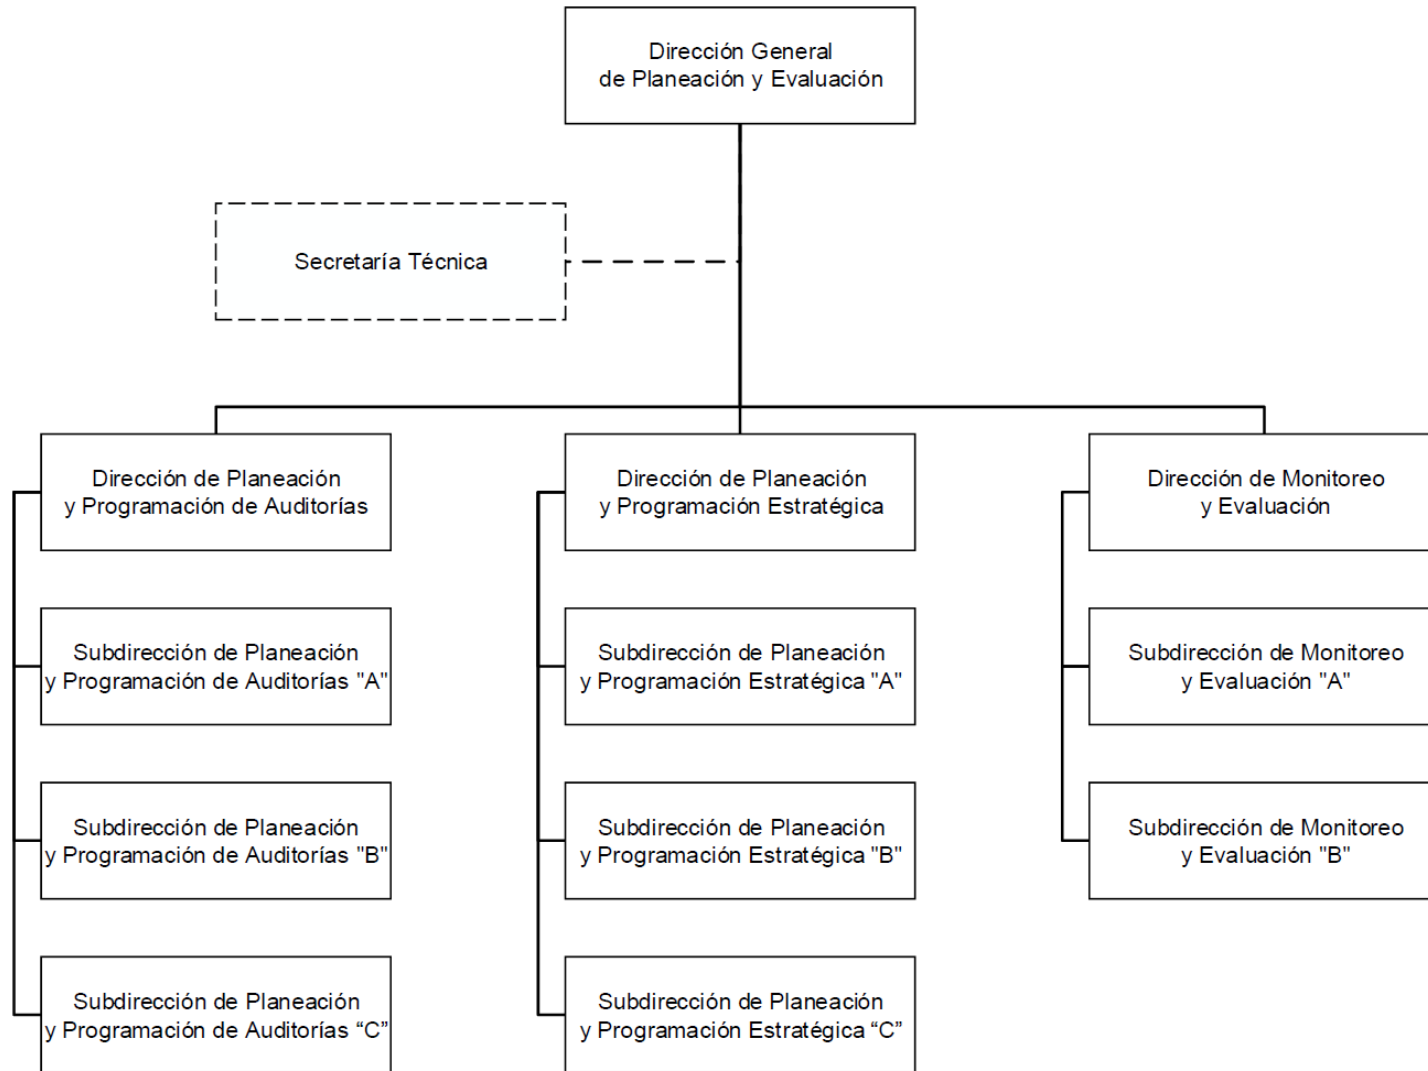 Dirección General
de Planeación y Evaluación
Secretaría Técnica
Dirección de Planeación
y Programación de Auditorías
Dirección de Planeación
y Programación Estratégica
Dirección de Monitoreo
y Evaluación
Subdirección de Planeación
y Programación de Auditorías "A"
Subdirección de Planeación
y Programación Estratégica "A"
Subdirección de Monitoreo
y Evaluación "A"
Subdirección de Planeación
y Programación de Auditorías "B"
Subdirección de Planeación
y Programación Estratégica "B"
Subdirección de Monitoreo
y Evaluación "B"
Subdirección de Planeación
y Programación de Auditorías “C”
Subdirección de Planeación
y Programación Estratégica “C”